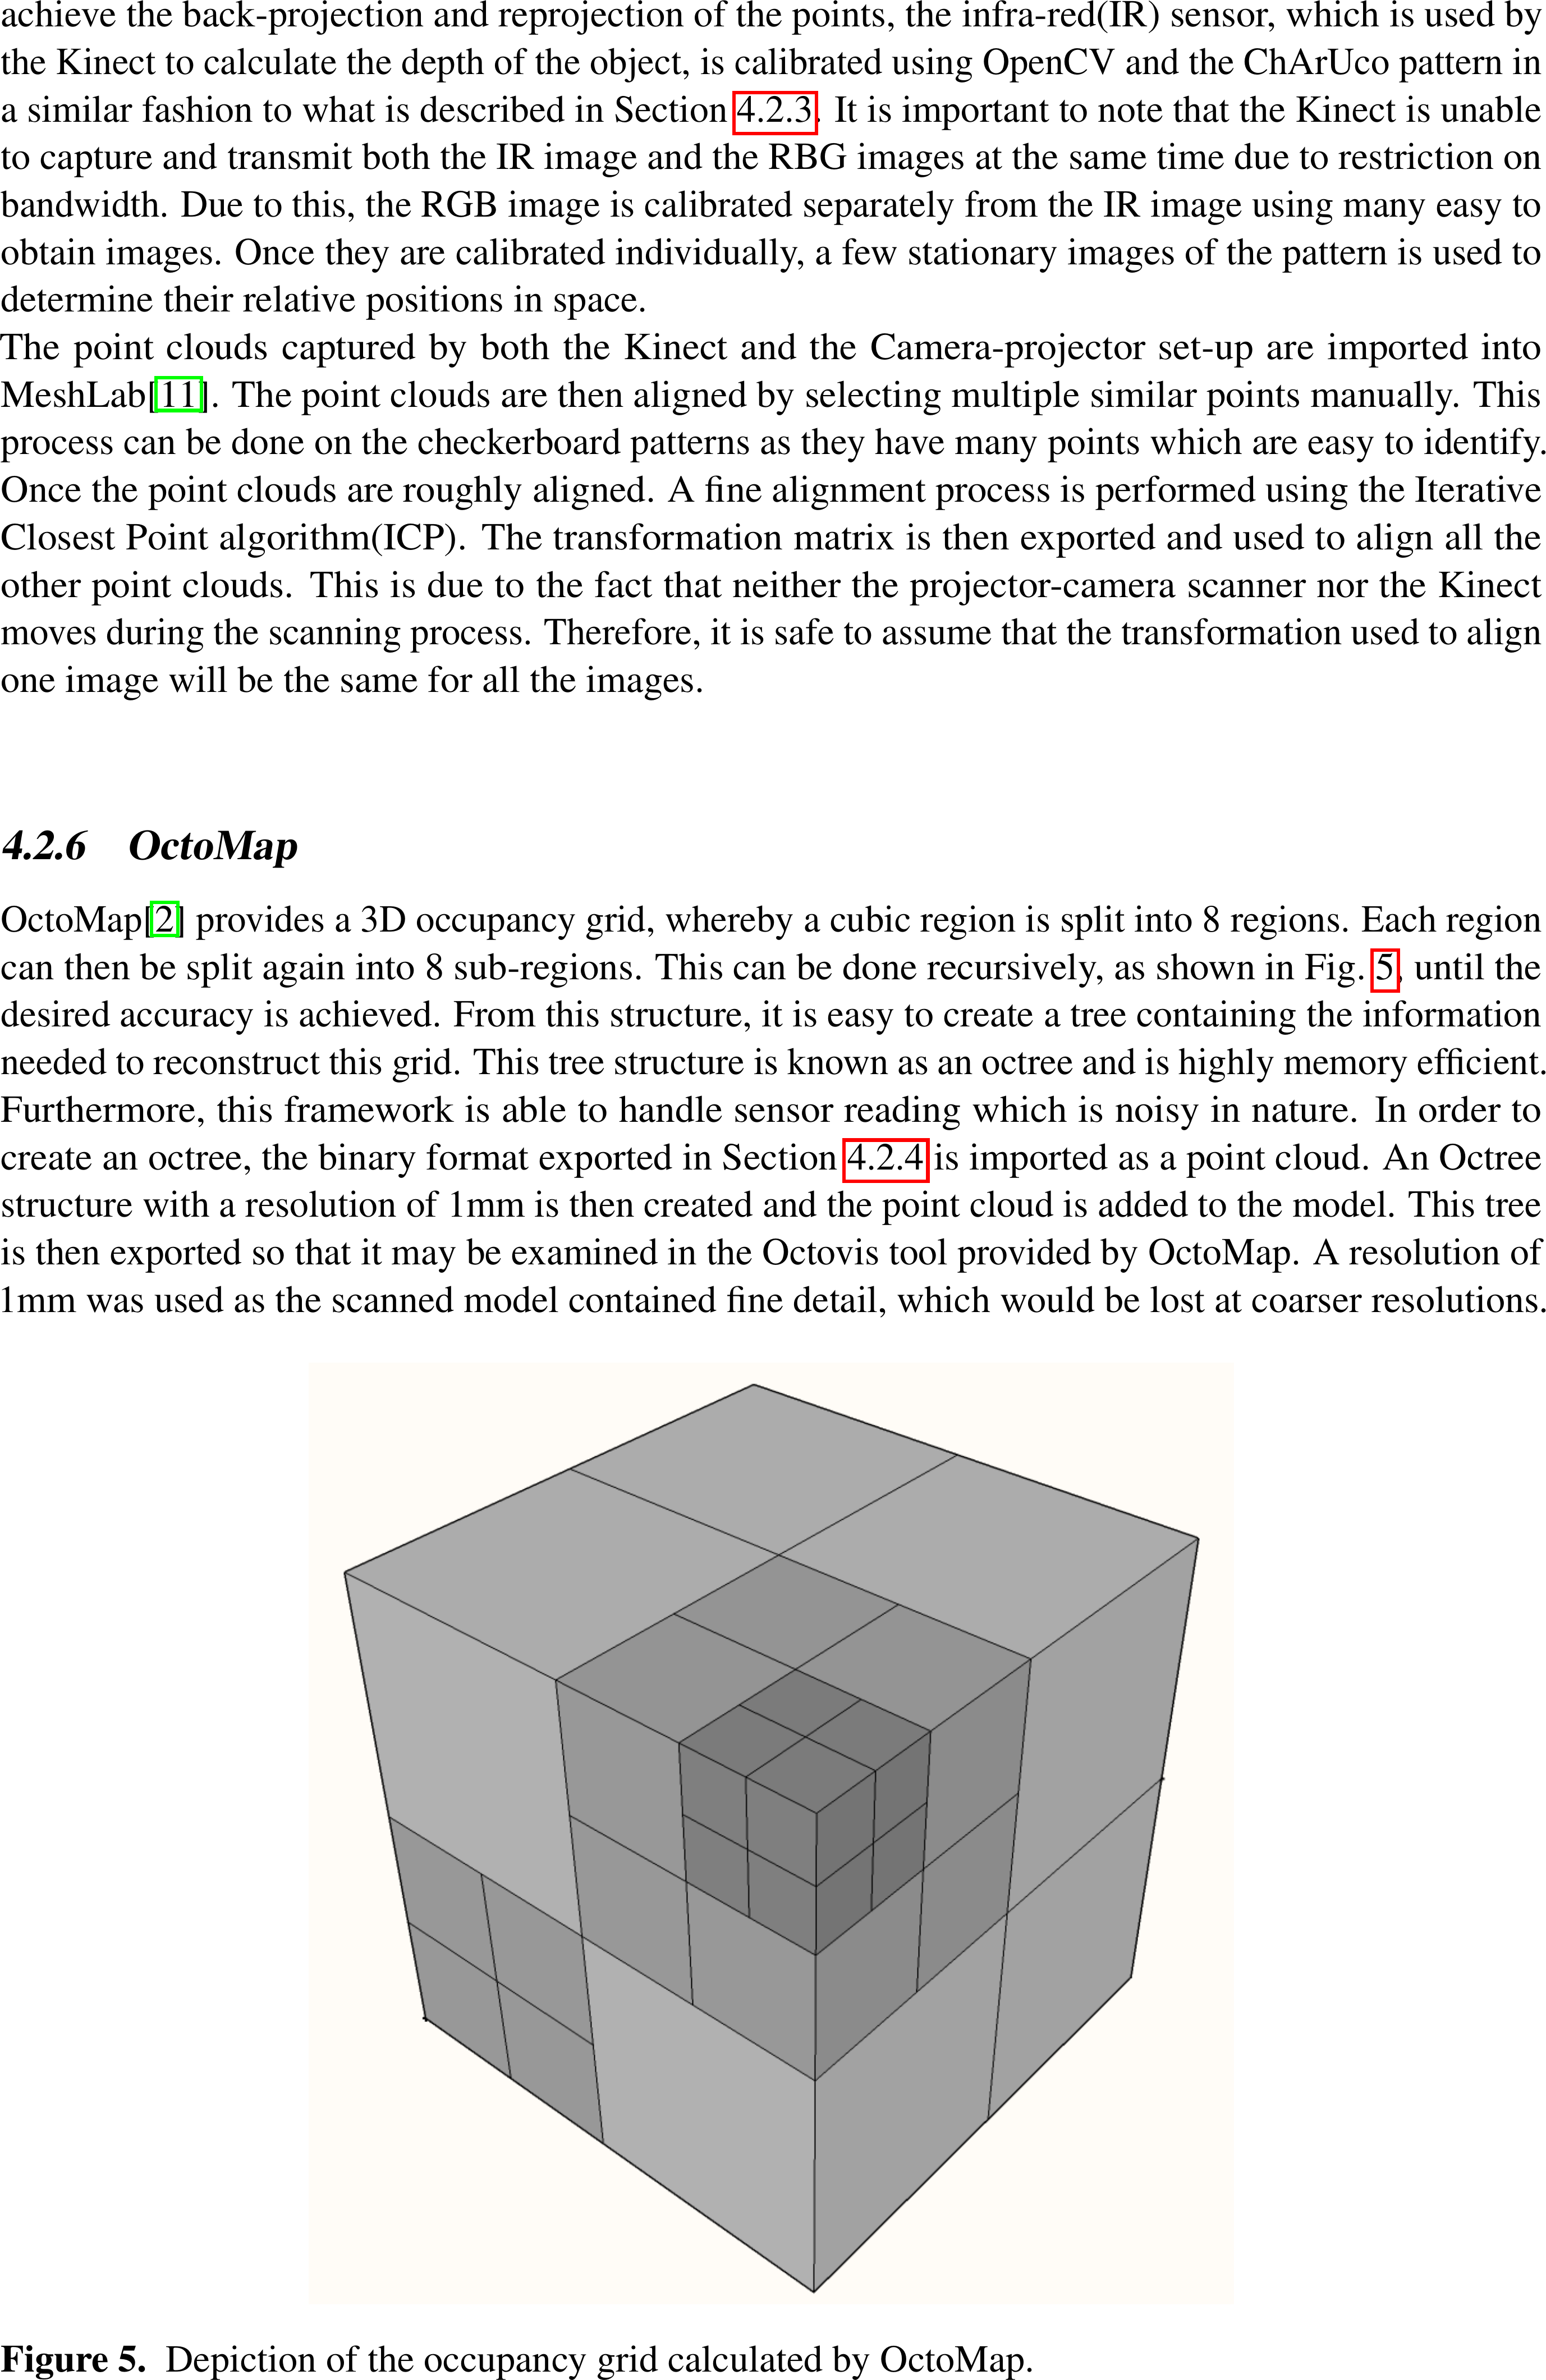 achieve the back-projection and reprojection of the points, the infra-red(IR) sensor, which is used by
the Kinect to calculate the depth of the object, is calibrated using OpenCV and the ChArUco pattern in
a similar fashion to what is described in Section 4.2.3. It is important to note that the Kinect is unable
to capture and transmit both the IR image and the RBG images at the same time due to restriction on
bandwidth. Due to this, the RGB image is calibrated separately from the IR image using many easy to
obtain images. Once they are calibrated individually, a few stationary images of the pattern is used to
determine their relative positions in space.
The point clouds captured by both the Kinect and the Camera-projector set-up are imported into
MeshLab[11]. The point clouds are then aligned by selecting multiple similar points manually. This
process can be done on the checkerboard patterns as they have many points which are easy to identify.
Once the point clouds are roughly aligned. A fine alignment process is performed using the Iterative
Closest Point algorithm(ICP). The transformation matrix is then exported and used to align all the
other point clouds. This is due to the fact that neither the projector-camera scanner nor the Kinect
moves during the scanning process. Therefore, it is safe to assume that the transformation used to align
one image will be the same for all the images.
4.2.6 OctoMap
OctoMap[2] provides a 3D occupancy grid, whereby a cubic region is split into 8 regions. Each region
can then be split again into 8 sub-regions. This can be done recursively, as shown in Fig. 5, until the
desired accuracy is achieved. From this structure, it is easy to create a tree containing the information
needed to reconstruct this grid. This tree structure is known as an octree and is highly memory efficient.
Furthermore, this framework is able to handle sensor reading which is noisy in nature. In order to
create an octree, the binary format exported in Section 4.2.4 is imported as a point cloud. An Octree
structure with a resolution of 1mm is then created and the point cloud is added to the model. This tree
is then exported so that it may be examined in the Octovis tool provided by OctoMap. A resolution of
1mm was used as the scanned model contained fine detail, which would be lost at coarser resolutions.
Figure 5. Depiction of the occupancy grid calculated by OctoMap.